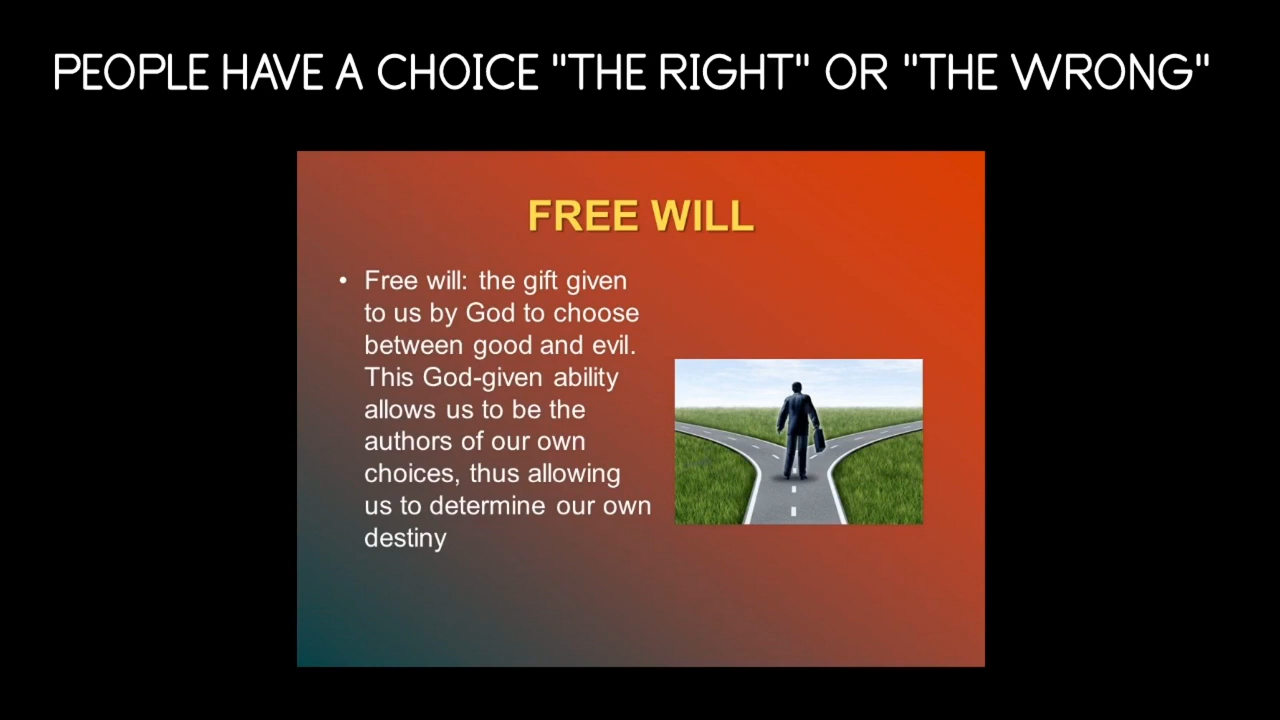 PEOPLE HAVE A CHOICE "THE RIGHT" OR "THE WRONG"
FREE WILL
• Free will: the gift given
to us by God to choose
between good and evil.
This God-given ability
allows us to be the
authors of our own
choices, thus allowing
us to determine our own
destiny